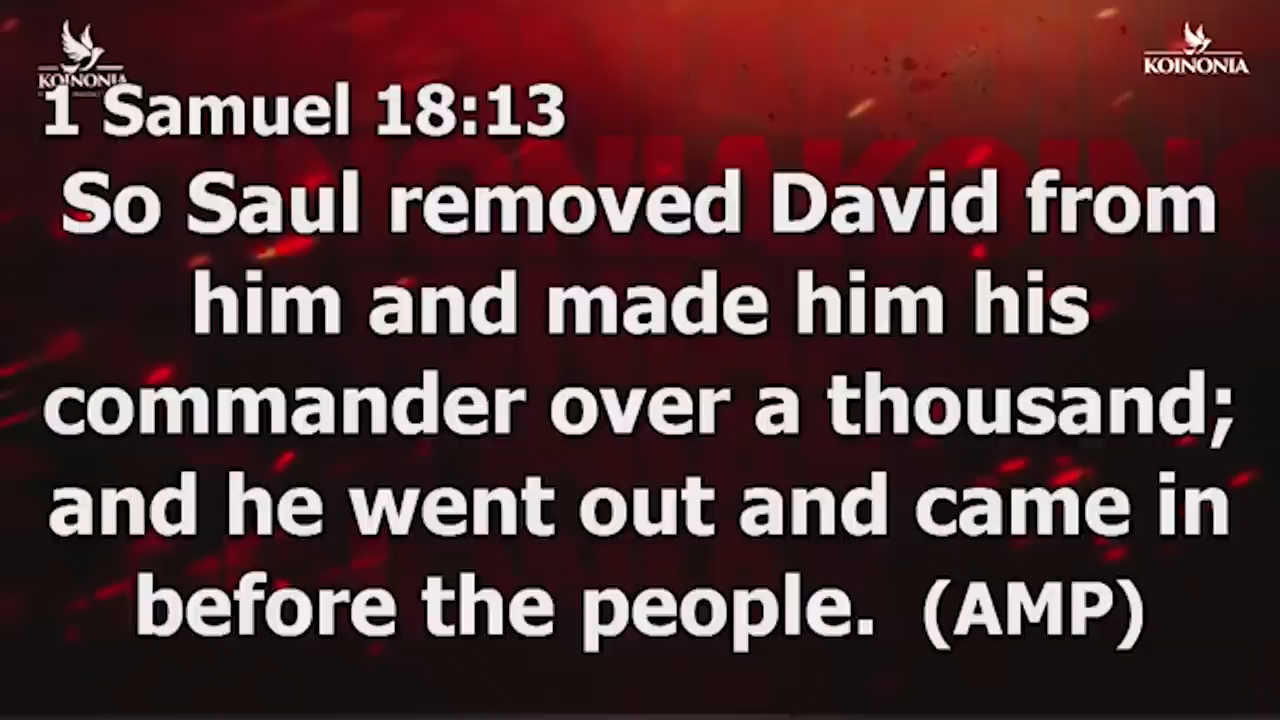 KOINONIA
KOINONIA
1 Samuel 18:13
So Saul removed David from
him and made him his
commander over a thousand;
and he went out and came in
before the people. (AMP)